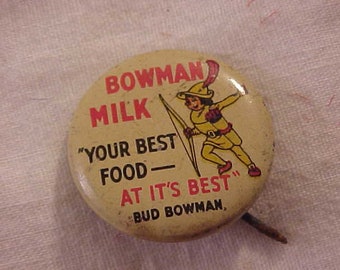 BOWMAN
MILK
"YOUR BEST
FOOD—
AT IT'S BEST"
BUD BOWMAN.